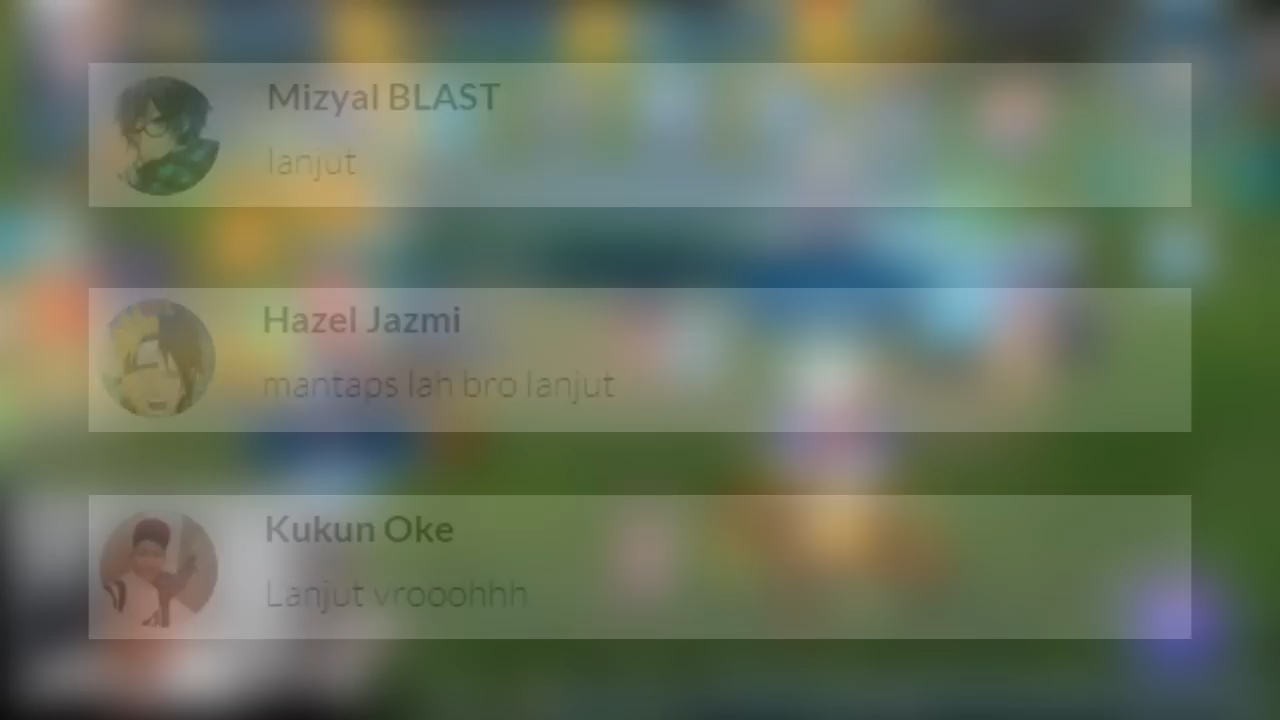 Mizyal BLAST
lanjut
Hazel Jazmi
mantaps lah bro lanjut
Kukun Oke
Lanjut vrooohhh